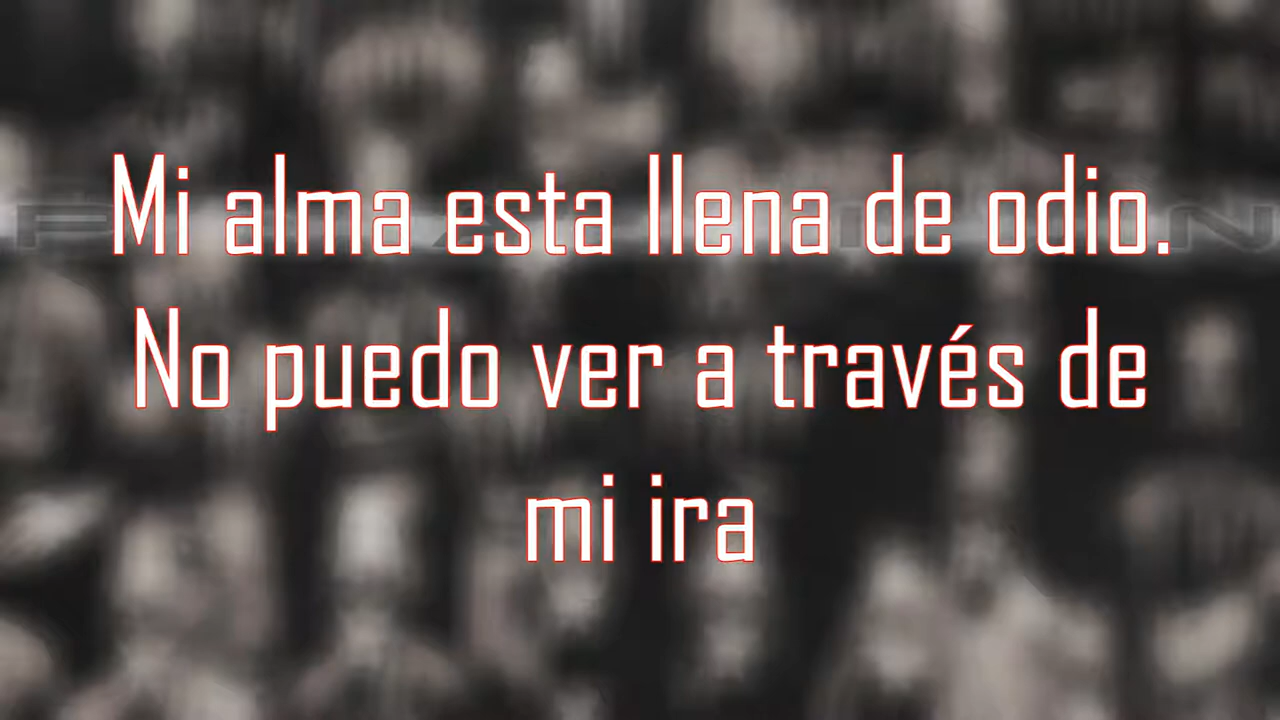 Mi alma esta llena de odio.
No puedo ver a través de
mi ira